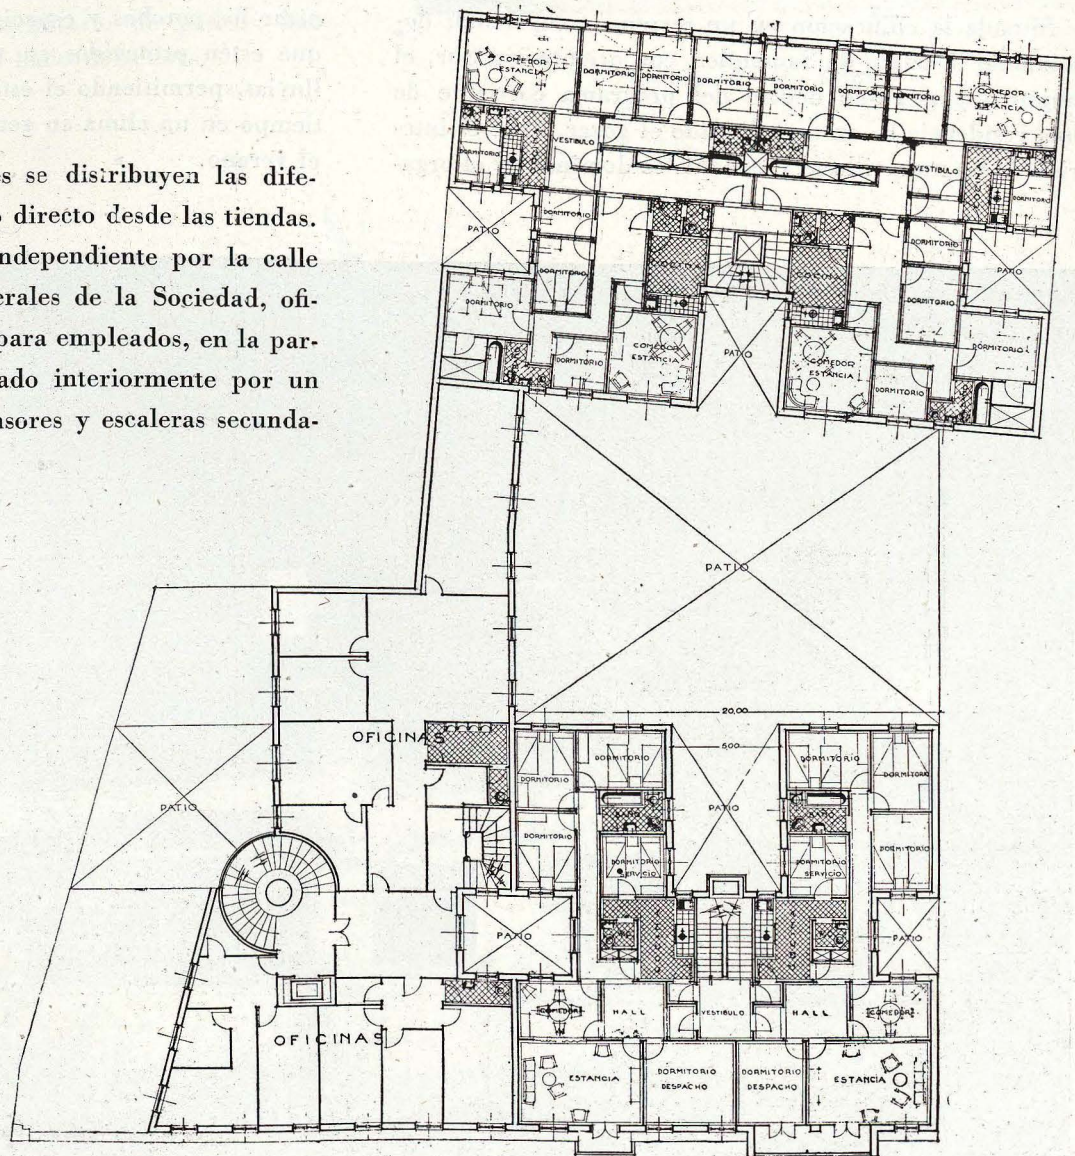 es se distribuyen las dife-
o directo desde las tiendas.
independiente por la calle
erales de la Sociedad, ofi-
para empleados, en la par-
ado interiormente por un
nsores y escaleras secunda-
COMEDOR
ESTANCIA
DORMITORIO
DORMITORIO
DORMITORIO
DORMITORIO
DORMITORIO
DORMITORIO
COMEDOR
ESTANCIA
DORMITORIO
VESTIBULO
VESTIBULO
DORMITORIO
PATIO
DORMITORIO
DORMITORIO
DORMITORIO
COCINA
COCINA
DORMITORIO
DORMITORIO
PATIO
DORMITORIO
DORMITORIO
COMEDOR
ESTANCIA
PATIO
COMEDOR
ESTANCIA
DORMITORIO
DORMITORIO
PATIO
20,00
OFICINAS
DORMITORIO
DORMITORIO
DORMITORIO
DORMITORIO
PATIO
PATIO
DORMITORIO
DORMITORIO
SERVICIO
DORMITORIO
SERVICIO
DORMITORIO
PATIO
PATIO
COMEDOR
HALL
VESTIBULO
HALL
COMEDOR
OFICINAS
ESTANCIA
DORMITORIO
DESPACHO
DORMITORIO
DESPACHO
ESTANCIA